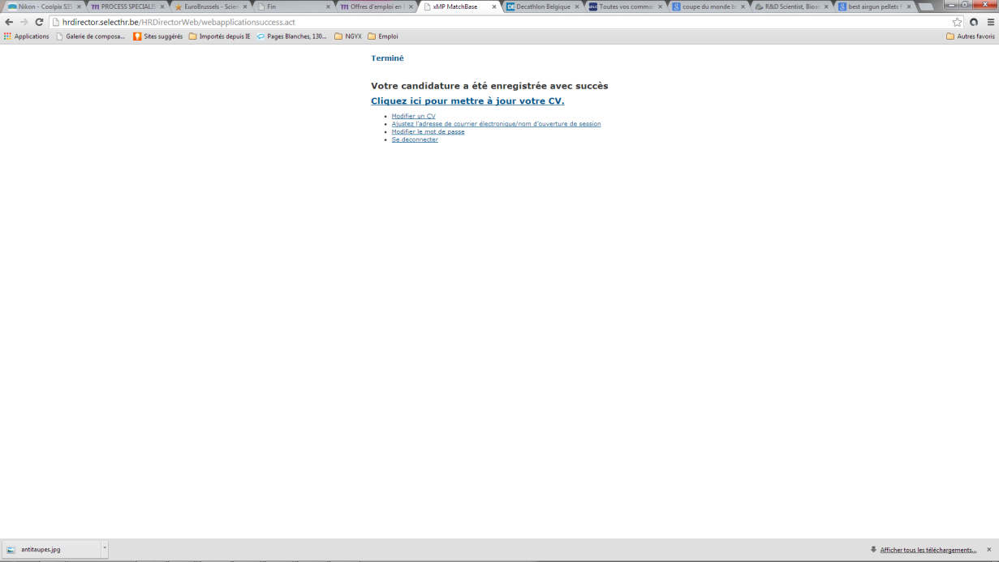 Nikon - Coolpix S35 PROCESS SPECIALIS EuroBrussels - Scien Fin Offres d'emploi en xMP MatchBase Decathlon Belgique Toutes vos comma coupe du monde b R&D Scientist, Bioan best airgun pellets f
hrdirector.selecthr.be/HRDirectorWeb/webapplicationsuccess.act
Applications Galerie de composa... Sites suggérés Importés depuis IE Pages Blanches, 130... NGYX Emploi Autres favoris
Terminé
Votre candidature a été enregistrée avec succès
Cliquez ici pour mettre à jour votre CV.
• Modifier un CV
• Ajustez l'adresse de courrier électronique/nom d'ouverture de session
• Modifier le mot de passe
• Se deconnecter
antitaupes.jpg Afficher tous les téléchargements...